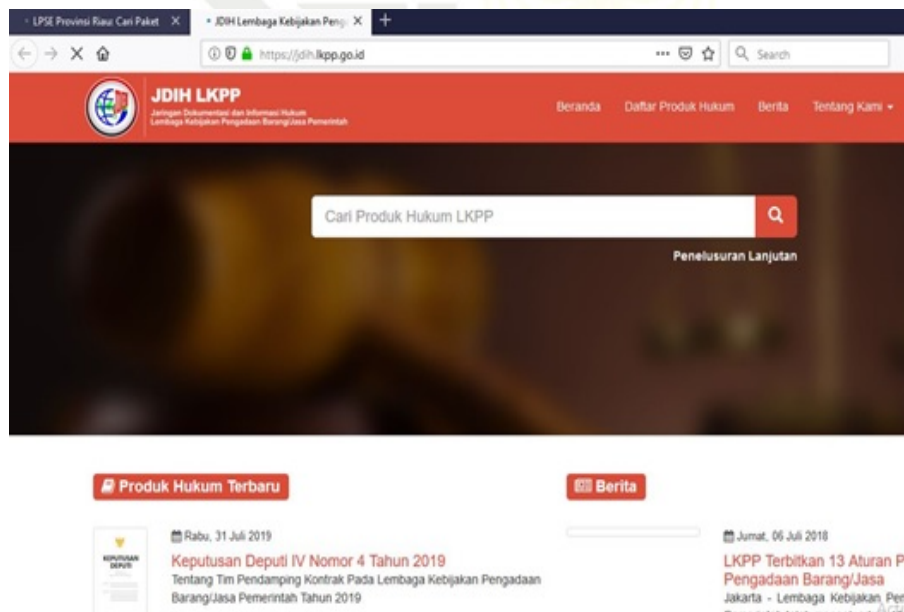 LPSE Provinsi Riau: Cari Paket
JDIH Lembaga Kebijakan Peng
https://jdih.lkpp.go.id
Search
JDIH LKPP
Jaringan Dokumentasi dan Informasi Hukum
Lembaga Kebijakan Pengadaan Barang/Jasa Pemerintah
Beranda Daftar Produk Hukum Berita Tentang Kami
Cari Produk Hukum LKPP
Penelusuran Lanjutan
Produk Hukum Terbaru
Rabu, 31 Juli 2019
KEPUTUSAN
DEPUTI
Keputusan Deputi IV Nomor 4 Tahun 2019
Tentang Tim Pendamping Kontrak Pada Lembaga Kebijakan Pengadaan
Barang/Jasa Pemerintah Tahun 2019
Berita
Jumat, 06 Juli 2018
LKPP Terbitkan 13 Aturan P
Pengadaan Barang/Jasa
Jakarta - Lembaga Kebijakan Pen